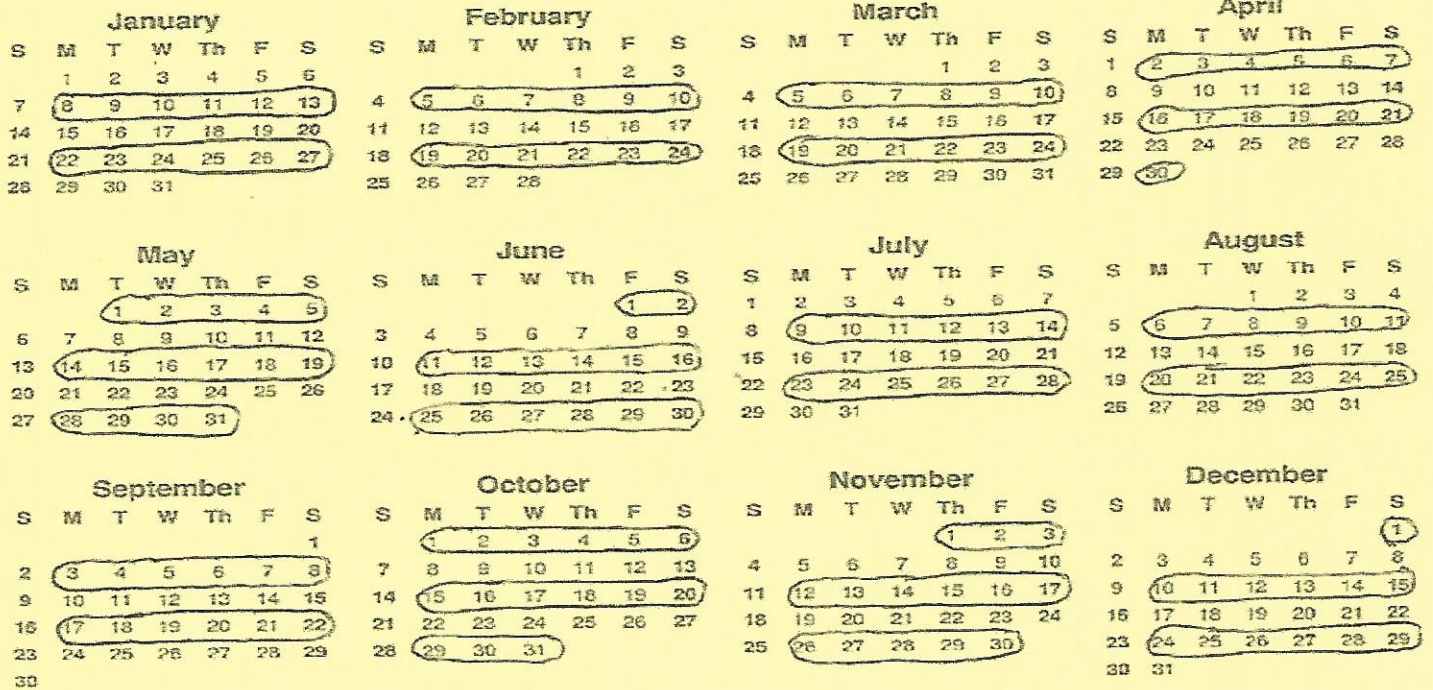 January
S M T W Th F S
1 2 3 4 5 6
7 8 9 10 11 12 13
14 15 16 17 18 19 20
21 22 23 24 25 26 27
28 29 30 31
February
S M T W Th F S
1 2 3
4 5 6 7 8 9 10
11 12 13 14 15 16 17
18 19 20 21 22 23 24
25 26 27 28
March
S M T W Th F S
1 2 3
4 5 6 7 8 9 10
11 12 13 14 15 16 17
18 19 20 21 22 23 24
25 26 27 28 29 30 31
April
S M T W Th F S
1 2 3 4 5 6 7
8 9 10 11 12 13 14
15 16 17 18 19 20 21
22 23 24 25 26 27 28
29 30
May
S M T W Th F S
1 2 3 4 5
6 7 8 9 10 11 12
13 14 15 16 17 18 19
20 21 22 23 24 25 26
27 28 29 30 31
June
S M T W Th F S
1 2
3 4 5 6 7 8 9
10 11 12 13 14 15 16
17 18 19 20 21 22 23
24 25 26 27 28 29 30
July
S M T W Th F S
1 2 3 4 5 6 7
8 9 10 11 12 13 14
15 16 17 18 19 20 21
22 23 24 25 26 27 28
29 30 31
August
S M T W Th F S
1 2 3 4
5 6 7 8 9 10 11
12 13 14 15 16 17 18
19 20 21 22 23 24 25
26 27 28 29 30 31
September
S M T W Th F S
1
2 3 4 5 6 7 8
9 10 11 12 13 14 15
16 17 18 19 20 21 22
23 24 25 26 27 28 29
30
October
S M T W Th F S
1 2 3 4 5 6
7 8 9 10 11 12 13
14 15 16 17 18 19 20
21 22 23 24 25 26 27
28 29 30 31
November
S M T W Th F S
1 2 3
4 5 6 7 8 9 10
11 12 13 14 15 16 17
18 19 20 21 22 23 24
25 26 27 28 29 30
December
S M T W Th F S
1
2 3 4 5 6 7 8
9 10 11 12 13 14 15
16 17 18 19 20 21 22
23 24 25 26 27 28 29
30 31